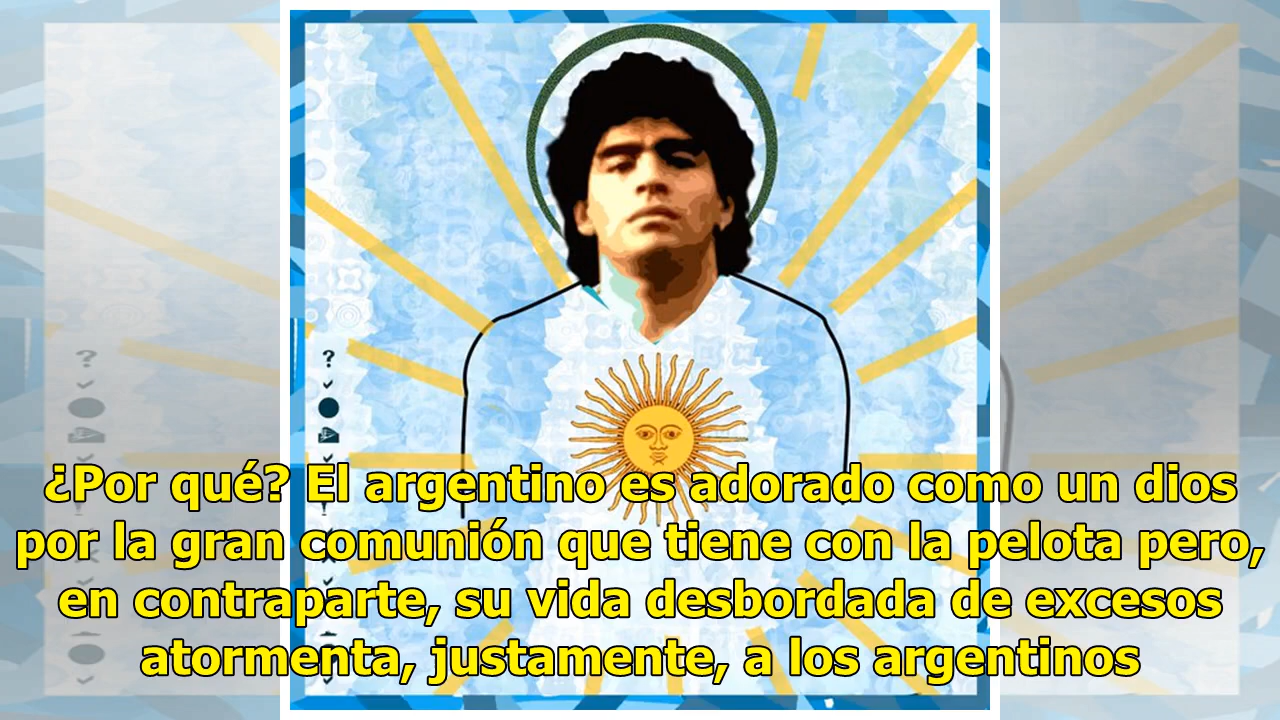 ¿Por qué? El argentino es adorado como un dios
por la gran comunión que tiene con la pelota pero,
en contraparte, su vida desbordada de excesos
atormenta, justamente, a los argentinos
?